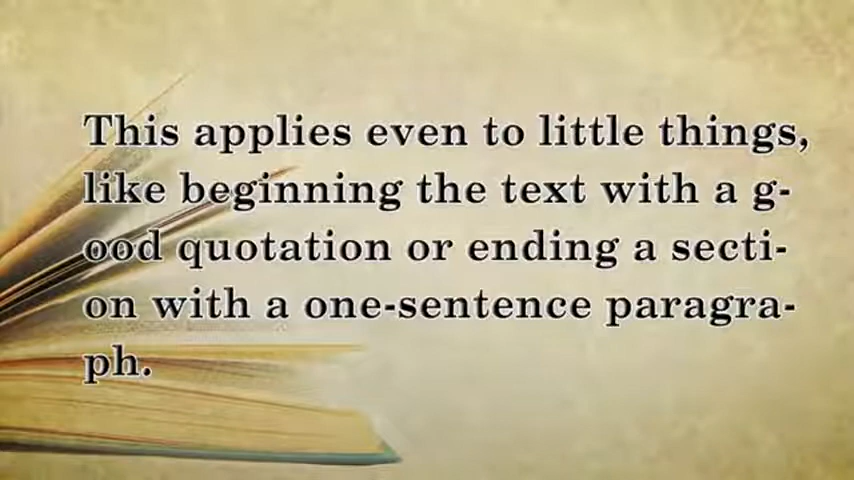 This applies even to little things,
like beginning the text with a g-
ood quotation or ending a secti-
on with a one-sentence paragra-
ph.